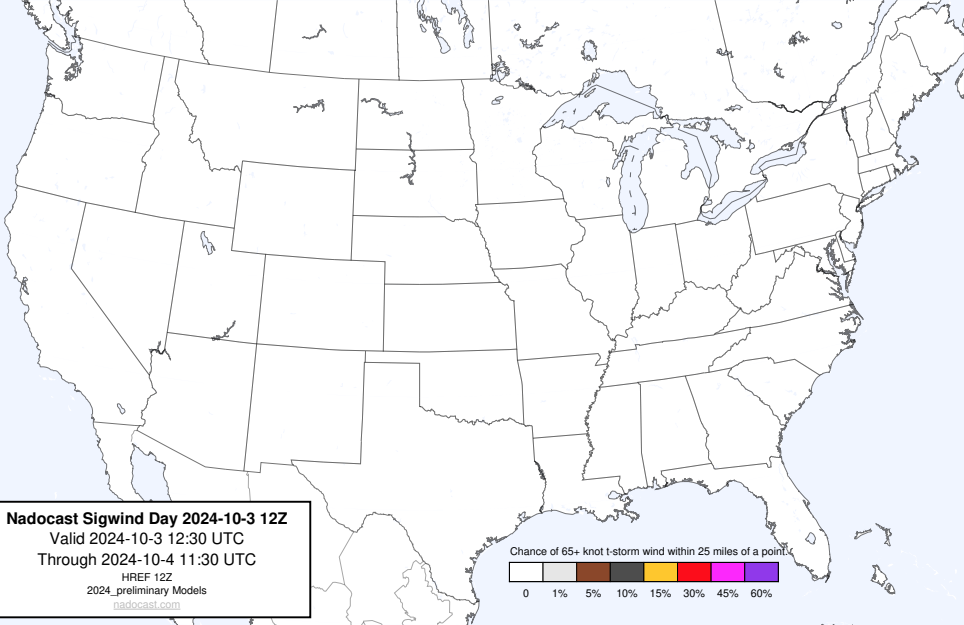 Nadocast Sigwind Day 2024-10-3 12Z
Valid 2024-10-3 12:30 UTC
Through 2024-10-4 11:30 UTC
HREF 12Z
2024_preliminary Models
nadocast.com
Chance of 65+ knot t-storm wind within 25 miles of a point.
0 1% 5% 10% 15% 30% 45% 60%